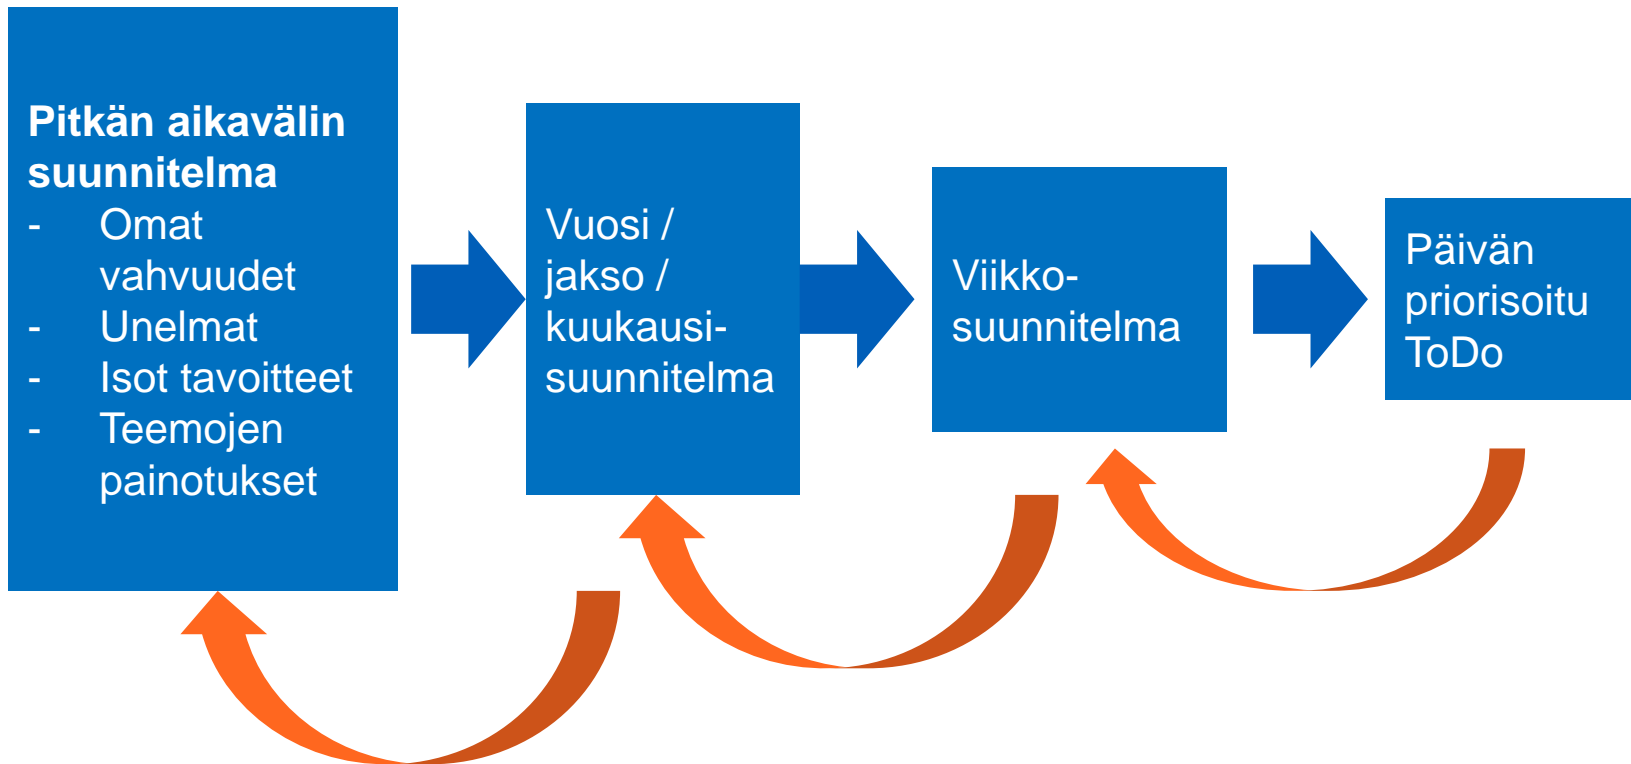 Pitkän aikavälin
suunnitelma
- Omat
vahvuudet
- Unelmat
- Isot tavoitteet
- Teemojen
painotukset
Vuosi /
jakso /
kuukausi-
suunnitelma
Viikko-
suunnitelma
Päivän
priorisoitu
ToDo